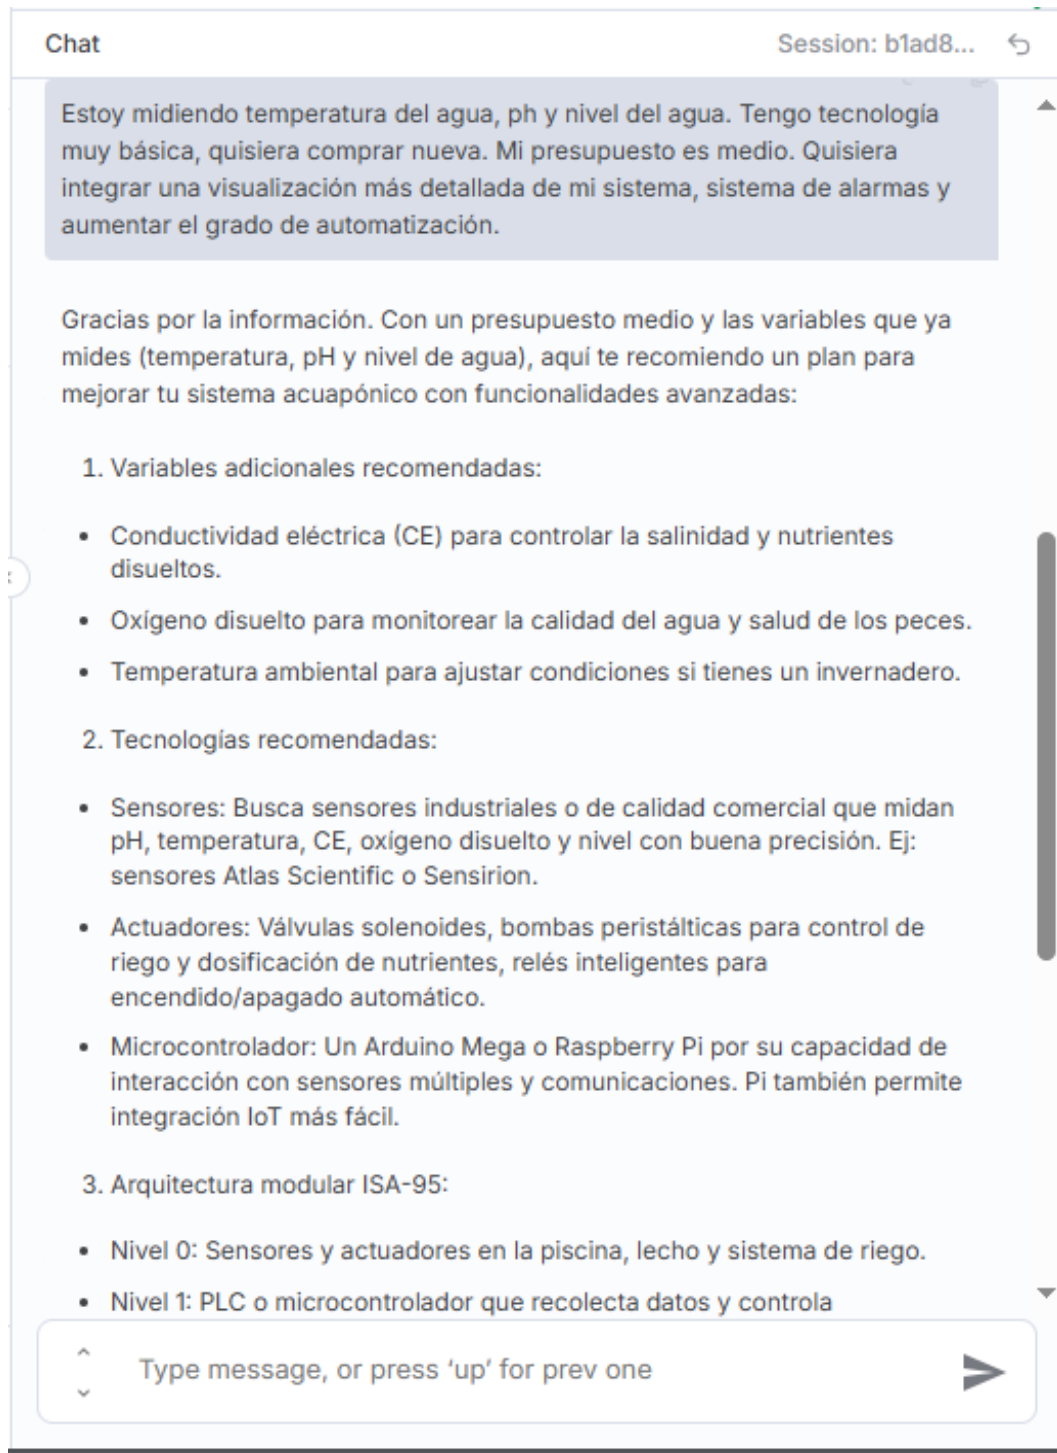 Chat
Session: b1ad8...
Estoy midiendo temperatura del agua, ph y nivel del agua. Tengo tecnología
muy básica, quisiera comprar nueva. Mi presupuesto es medio. Quisiera
integrar una visualización más detallada de mi sistema, sistema de alarmas y
aumentar el grado de automatización.
Gracias por la información. Con un presupuesto medio y las variables que ya
mides (temperatura, pH y nivel de agua), aquí te recomiendo un plan para
mejorar tu sistema acuapónico con funcionalidades avanzadas:
1. Variables adicionales recomendadas:
• Conductividad eléctrica (CE) para controlar la salinidad y nutrientes
disueltos.
• Oxígeno disuelto para monitorear la calidad del agua y salud de los peces.
• Temperatura ambiental para ajustar condiciones si tienes un invernadero.
2. Tecnologías recomendadas:
• Sensores: Busca sensores industriales o de calidad comercial que midan
pH, temperatura, CE, oxígeno disuelto y nivel con buena precisión. Ej:
sensores Atlas Scientific o Sensirion.
• Actuadores: Válvulas solenoides, bombas peristálticas para control de
riego y dosificación de nutrientes, relés inteligentes para
encendido/apagado automático.
• Microcontrolador: Un Arduino Mega o Raspberry Pi por su capacidad de
interacción con sensores múltiples y comunicaciones. Pi también permite
integración IoT más fácil.
3. Arquitectura modular ISA-95:
• Nivel 0: Sensores y actuadores en la piscina, lecho y sistema de riego.
• Nivel 1: PLC o microcontrolador que recolecta datos y controla
Type message, or press ‘up’ for prev one